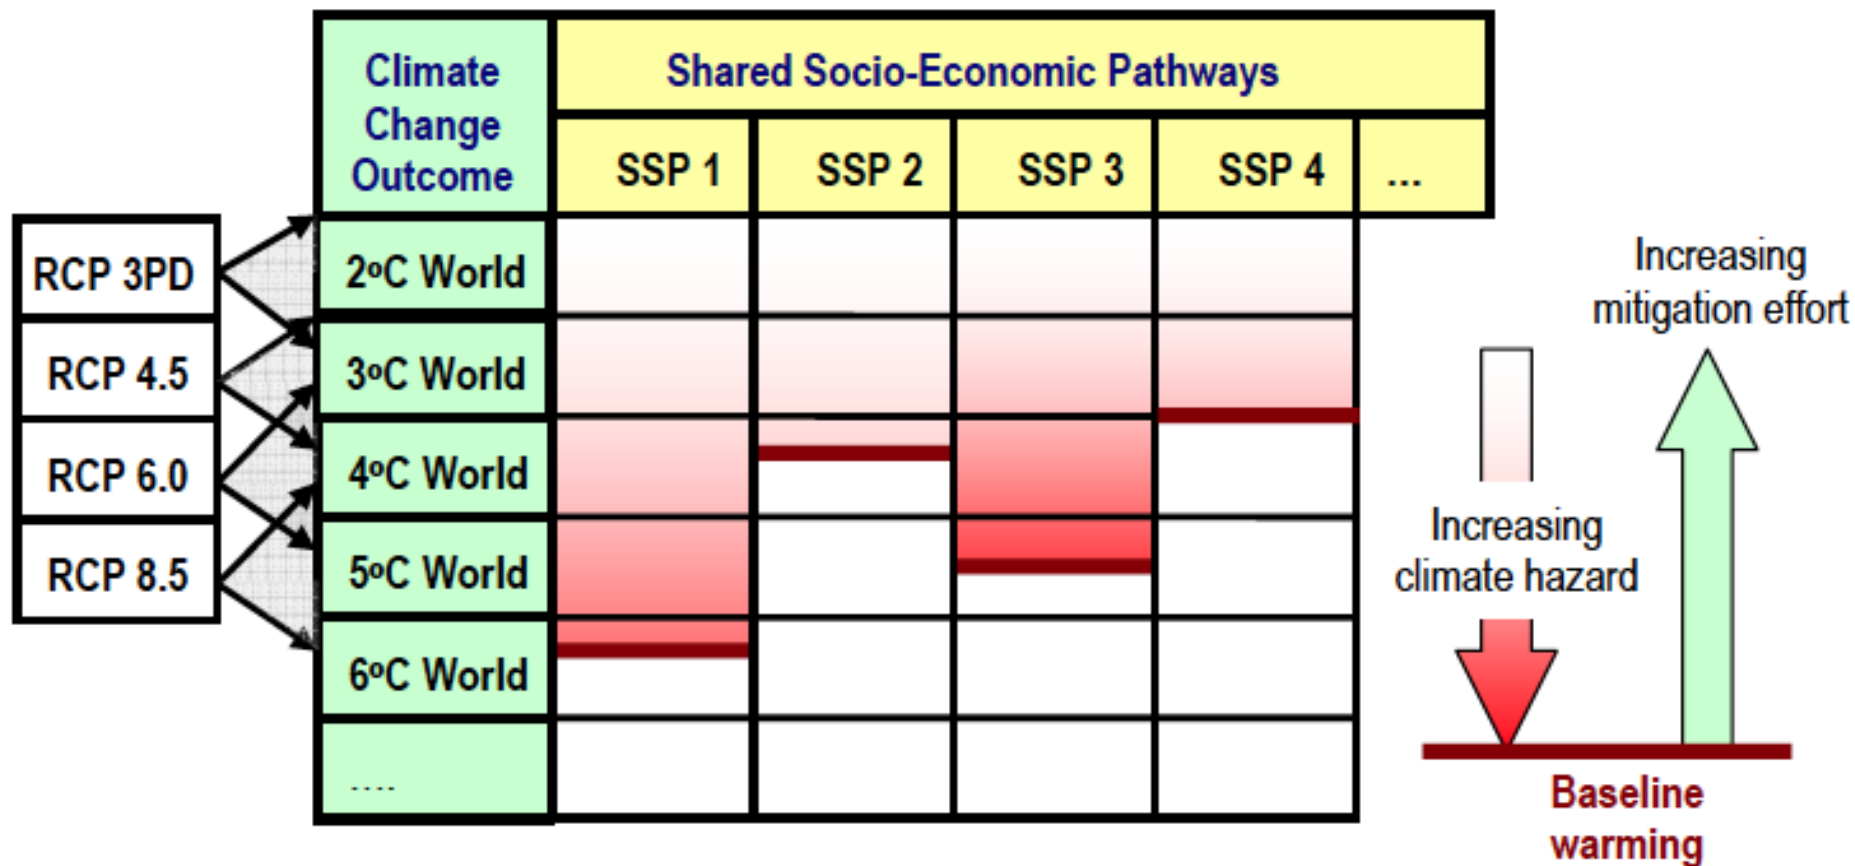 Climate
Change
Outcome
Shared Socio-Economic Pathways
SSP 1
SSP 2
SSP 3
SSP 4
...
RCP 3PD
RCP 4.5
RCP 6.0
RCP 8.5
2ºC World
3ºC World
4ºC World
5ºC World
6ºC World
....
Increasing
mitigation effort
Increasing
climate hazard
Baseline
warming